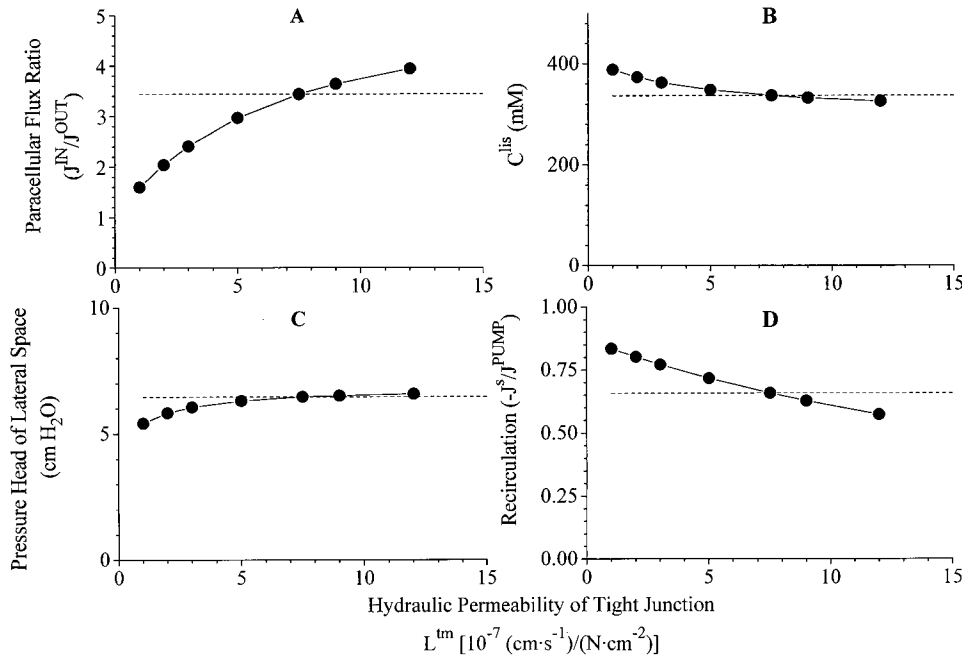 A
Paracellular Flux Ratio
(J^IN/J^OUT)
5
4
3
2
1
0
0 5 10 15
B
C^lis (mM)
400
200
0
0 5 10 15
C
Pressure Head of Lateral Space
(cm H₂O)
10
5
0
0 5 10 15
D
Recirculation (-J^s/J^PUMP)
1.00
0.75
0.50
0.25
0.00
0 5 10 15
Hydraulic Permeability of Tight Junction
L^tm [10^-7 (cm·s^-1)/(N·cm^-2)]